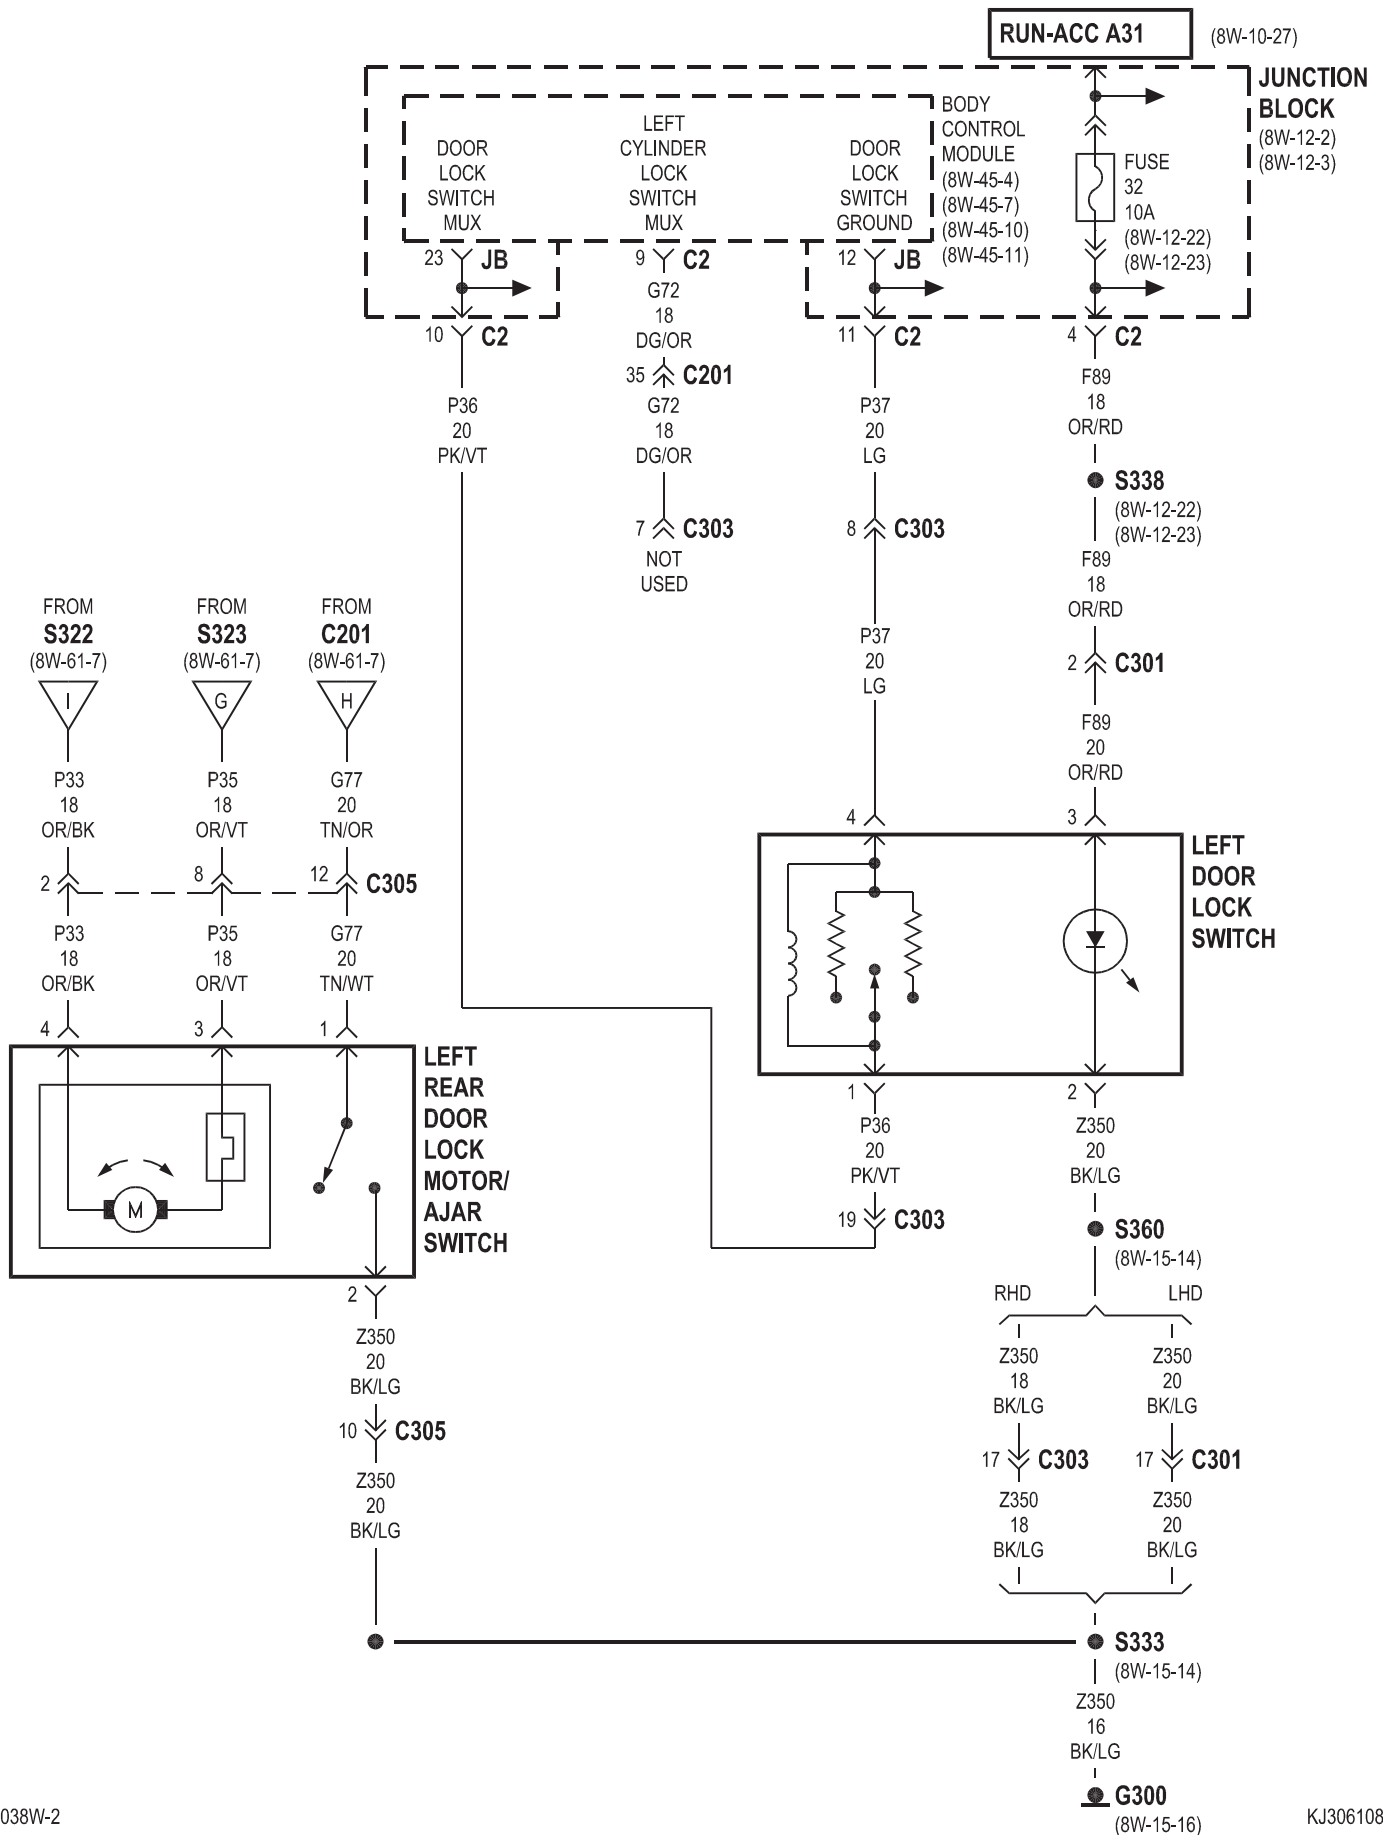 RUN-ACC A31
(8W-10-27)
JUNCTION
BLOCK
(8W-12-2)
(8W-12-3)
BODY
CONTROL
MODULE
(8W-45-4)
(8W-45-7)
(8W-45-10)
(8W-45-11)
DOOR
LOCK
SWITCH
MUX
LEFT
CYLINDER
LOCK
SWITCH
MUX
DOOR
LOCK
SWITCH
GROUND
FUSE
32
10A
(8W-12-22)
(8W-12-23)
23 JB
9 C2
12 JB
10 C2
G72
18
DG/OR
11 C2
4 C2
35 C201
P36
20
PK/VT
G72
18
DG/OR
P37
20
LG
F89
18
OR/RD
S338
(8W-12-22)
(8W-12-23)
7 C303
NOT
USED
8 C303
F89
18
OR/RD
FROM
S322
(8W-61-7)
I
FROM
S323
(8W-61-7)
G
FROM
C201
(8W-61-7)
H
P37
20
LG
2 C301
F89
20
OR/RD
P33
18
OR/BK
P35
18
OR/VT
G77
20
TN/OR
4
3
LEFT
DOOR
LOCK
SWITCH
2
8
12 C305
P33
18
OR/BK
P35
18
OR/VT
G77
20
TN/WT
4
3
1
LEFT
REAR
DOOR
LOCK
MOTOR/
AJAR
SWITCH
M
1
2
P36
20
PK/VT
Z350
20
BK/LG
19 C303
S360
(8W-15-14)
2
Z350
20
BK/LG
10 C305
Z350
20
BK/LG
RHD
LHD
Z350
18
BK/LG
Z350
20
BK/LG
17 C303
17 C301
Z350
18
BK/LG
Z350
20
BK/LG
S333
(8W-15-14)
Z350
16
BK/LG
G300
(8W-15-16)
038W-2
KJ306108